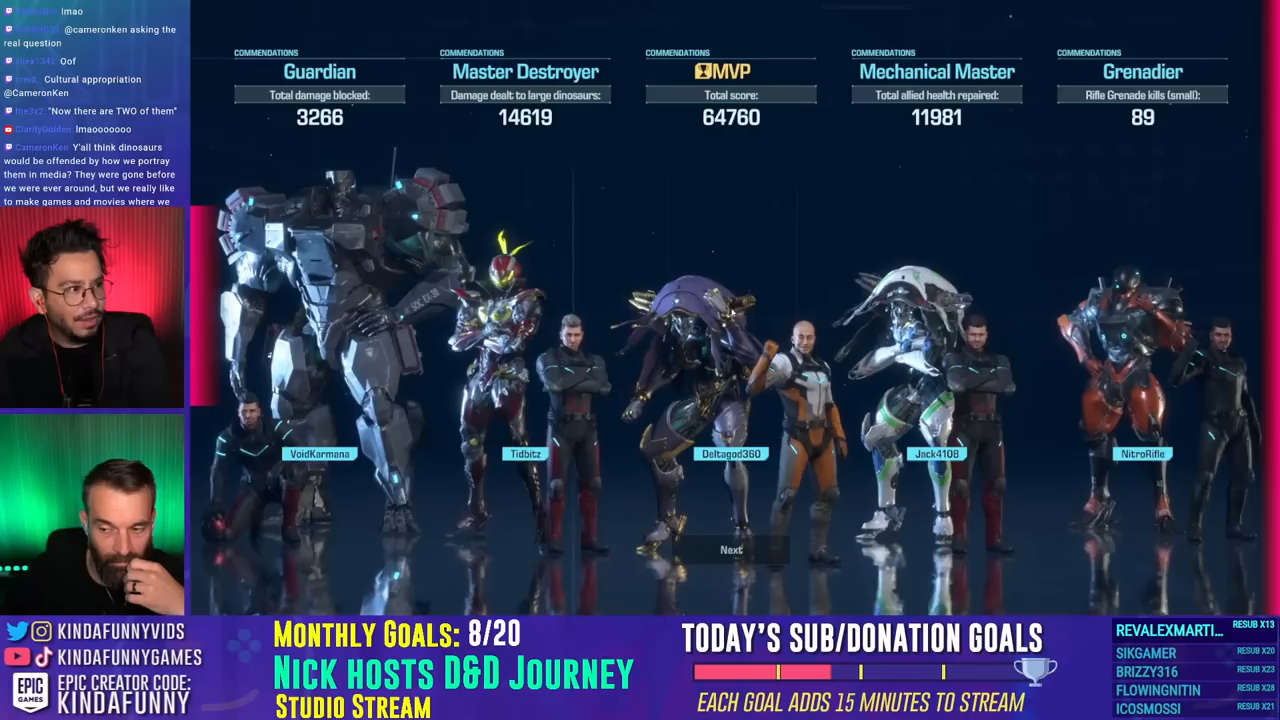 lmao
@cameronken asking the
real question
Oof
Cultural appropriation
@CameronKen
the3x2 "Now there are TWO of them"
ClarityGolden lmaooooooo
CameronKen Y'all think dinosaurs
would be offended by how we portray
them in media? They were gone before
we were ever around, but we really like
to make games and movies where we
COMMENDATIONS
Guardian
Total damage blocked:
3266
COMMENDATIONS
Master Destroyer
Damage dealt to large dinosaurs:
14619
COMMENDATIONS
MVP
Total score:
64760
COMMENDATIONS
Mechanical Master
Total allied health repaired:
11981
COMMENDATIONS
Grenadier
Rifle Grenade kills (small):
89
VoidKarmana
Tidbitz
Deltagod360
Jack4108
NitroRifle
Next
KINDAFUNNYVIDS
KINDAFUNNYGAMES
EPIC GAMES
EPIC CREATOR CODE:
KINDAFUNNY
MONTHLY GOALS: 8/20
NICK HOSTS D&D JOURNEY
STUDIO STREAM
TODAY'S SUB/DONATION GOALS
EACH GOAL ADDS 15 MINUTES TO STREAM
REVALEXMARTI... RESUB X13
SIKGAMER RESUB X20
BRIZZY316 RESUB X23
FLOWINGNITIN RESUB X28
ICOSMOSSI RESUB X21